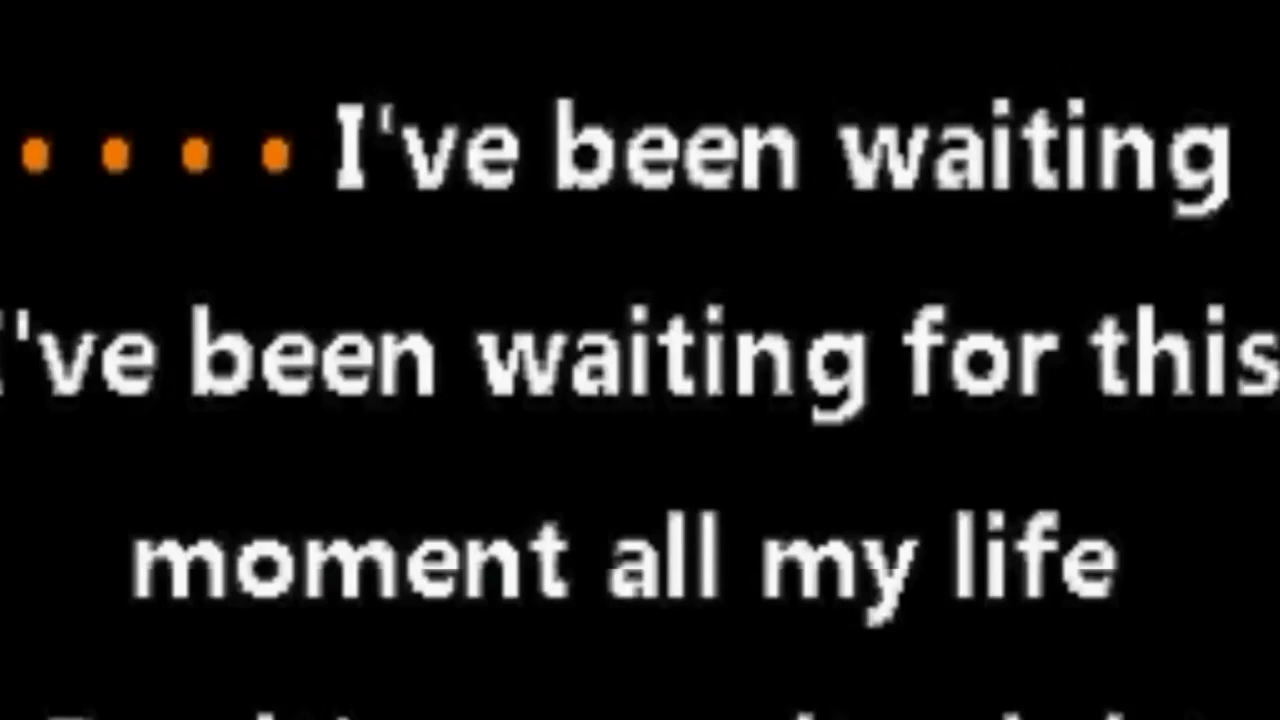 I've been waiting
I've been waiting for this
moment all my life